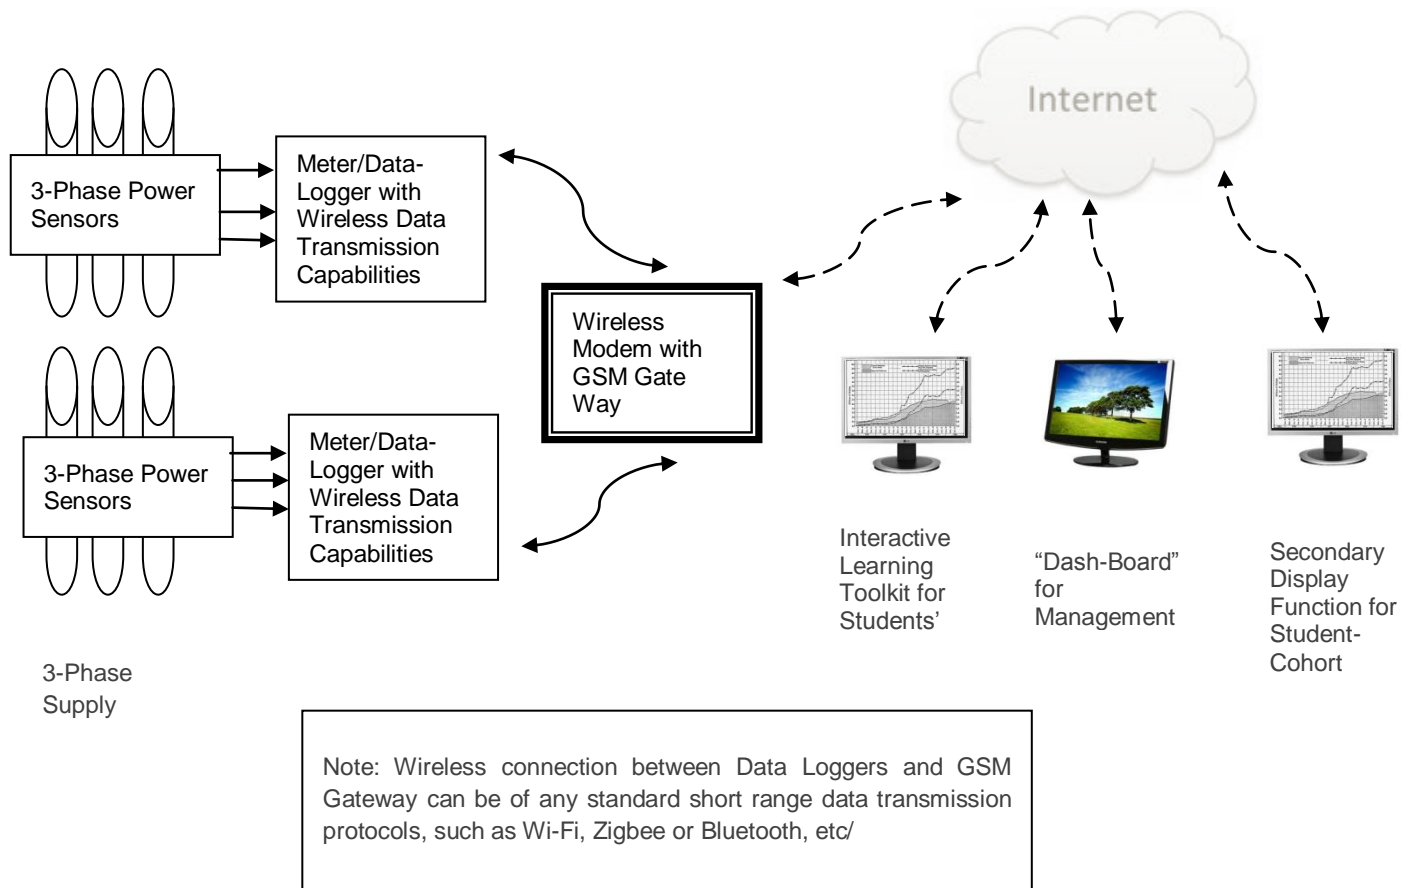 Internet
3-Phase Power
Sensors
Meter/Data-
Logger with
Wireless Data
Transmission
Capabilities
Wireless
Modem with
GSM Gate
Way
3-Phase Power
Sensors
Meter/Data-
Logger with
Wireless Data
Transmission
Capabilities
Interactive
Learning
Toolkit for
Students’
“Dash-Board”
for
Management
Secondary
Display
Function for
Student-
Cohort
3-Phase
Supply
Note: Wireless connection between Data Loggers and GSM
Gateway can be of any standard short range data transmission
protocols, such as Wi-Fi, Zigbee or Bluetooth, etc/